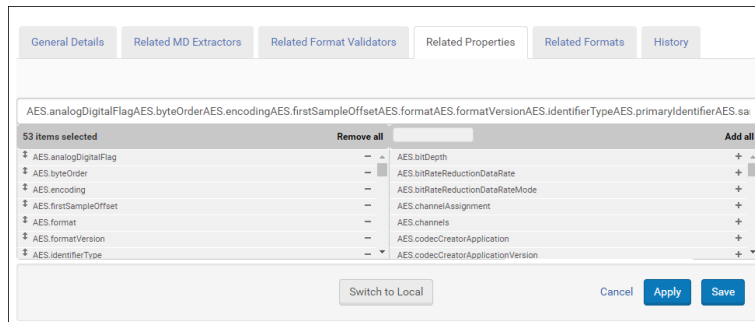 General Details Related MD Extractors Related Format Validators Related Properties Related Formats History
AES.analogDigitalFlagAES.byteOrderAES.encodingAES.firstSampleOffsetAES.formatAES.formatVersionAES.identifierTypeAES.primaryIdentifierAES.sa
53 items selected Remove all Add all
AES.analogDigitalFlag − AES.bitDepth +
AES.byteOrder − AES.bitRateReductionDataRate +
AES.encoding − AES.bitRateReductionDataRateMode +
AES.firstSampleOffset − AES.channelAssignment +
AES.format − AES.channels +
AES.formatVersion − AES.codecCreatorApplication +
AES.identifierType − AES.codecCreatorApplicationVersion +
Switch to Local Cancel Apply Save